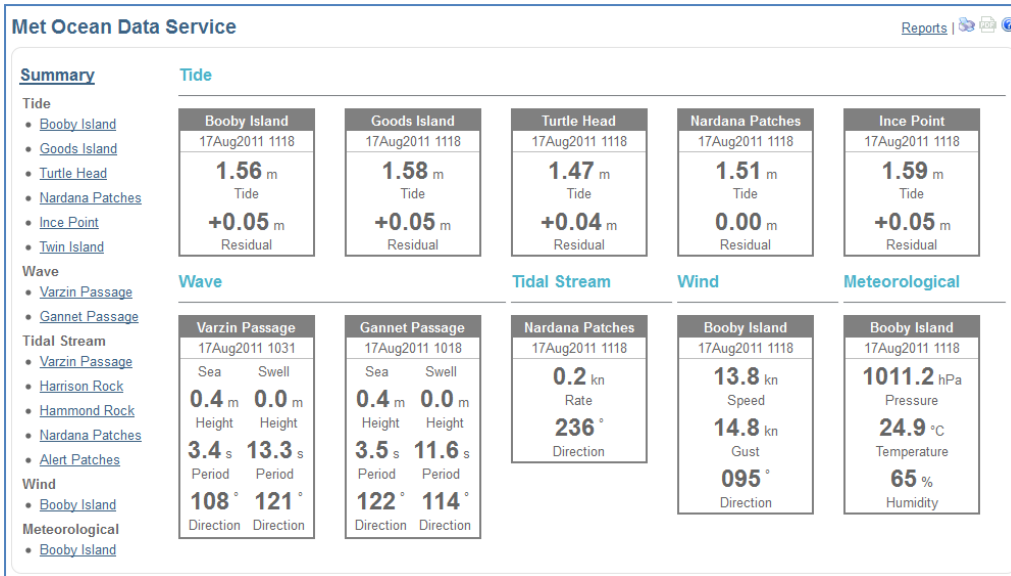 Met Ocean Data Service
Reports |
Summary
Tide
Booby Island
Goods Island
Turtle Head
Nardana Patches
Ince Point
Twin Island
Wave
Varzin Passage
Gannet Passage
Tidal Stream
Varzin Passage
Harrison Rock
Hammond Rock
Nardana Patches
Alert Patches
Wind
Booby Island
Meteorological
Booby Island
Tide
Booby Island
17Aug2011 1118
1.56 m
Tide
+0.05 m
Residual
Goods Island
17Aug2011 1118
1.58 m
Tide
+0.05 m
Residual
Turtle Head
17Aug2011 1118
1.47 m
Tide
+0.04 m
Residual
Nardana Patches
17Aug2011 1118
1.51 m
Tide
0.00 m
Residual
Ince Point
17Aug2011 1118
1.59 m
Tide
+0.05 m
Residual
Wave
Varzin Passage
17Aug2011 1031
Sea Swell
0.4 m 0.0 m
Height Height
3.4 s 13.3 s
Period Period
108 ° 121 °
Direction Direction
Gannet Passage
17Aug2011 1018
Sea Swell
0.4 m 0.0 m
Height Height
3.5 s 11.6 s
Period Period
122 ° 114 °
Direction Direction
Tidal Stream
Nardana Patches
17Aug2011 1118
0.2 kn
Rate
236 °
Direction
Wind
Booby Island
17Aug2011 1118
13.8 kn
Speed
14.8 kn
Gust
095 °
Direction
Meteorological
Booby Island
17Aug2011 1118
1011.2 hPa
Pressure
24.9 °C
Temperature
65 %
Humidity